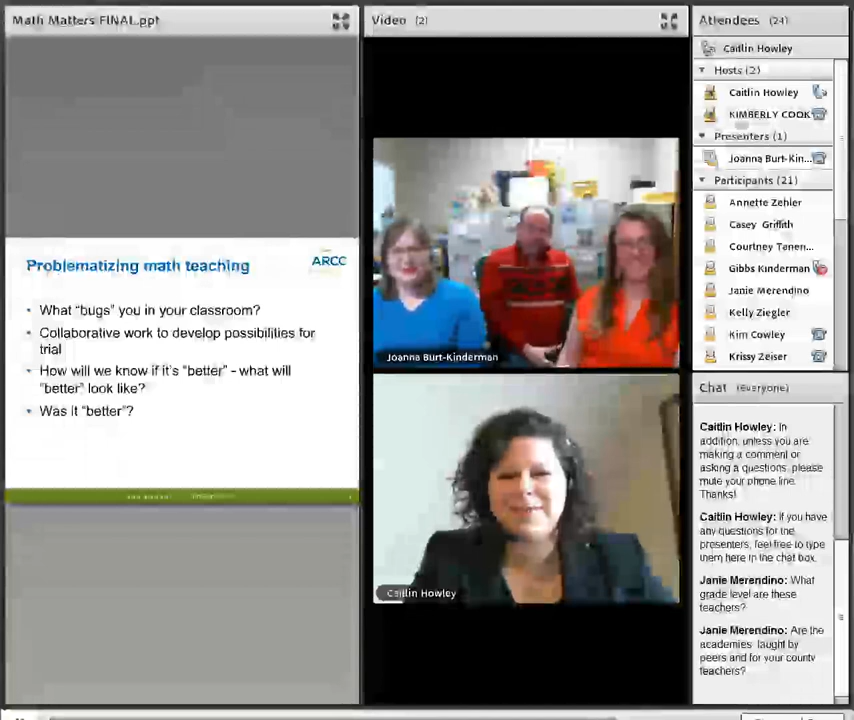 Math Matters FINAL.ppt
Problematizing math teaching
ARCC
• What "bugs" you in your classroom?
• Collaborative work to develop possibilities for
trial
• How will we know if it's "better" - what will
"better" look like?
• Was it "better"?
Video (2)
Joanna Burt-Kinderman
Caitlin Howley
Attendees (24)
Caitlin Howley
Hosts (2)
Caitlin Howley
KIMBERLY COOK
Presenters (1)
Joanna Burt-Kin...
Participants (21)
Annette Zehler
Casey Griffith
Courtney Tanen...
Gibbs Kinderman
Janie Merendino
Kelly Ziegler
Kim Cowley
Krissy Zeiser
Chat (everyone)
Caitlin Howley: In
addition, unless you are
making a comment or
asking a questions, please
mute your phone line.
Thanks!
Caitlin Howley: If you have
any questions for the
presenters, feel free to type
them here in the chat box.
Janie Merendino: What
grade level are these
teachers?
Janie Merendino: Are the
academies taught by
peers and for your county
teachers?